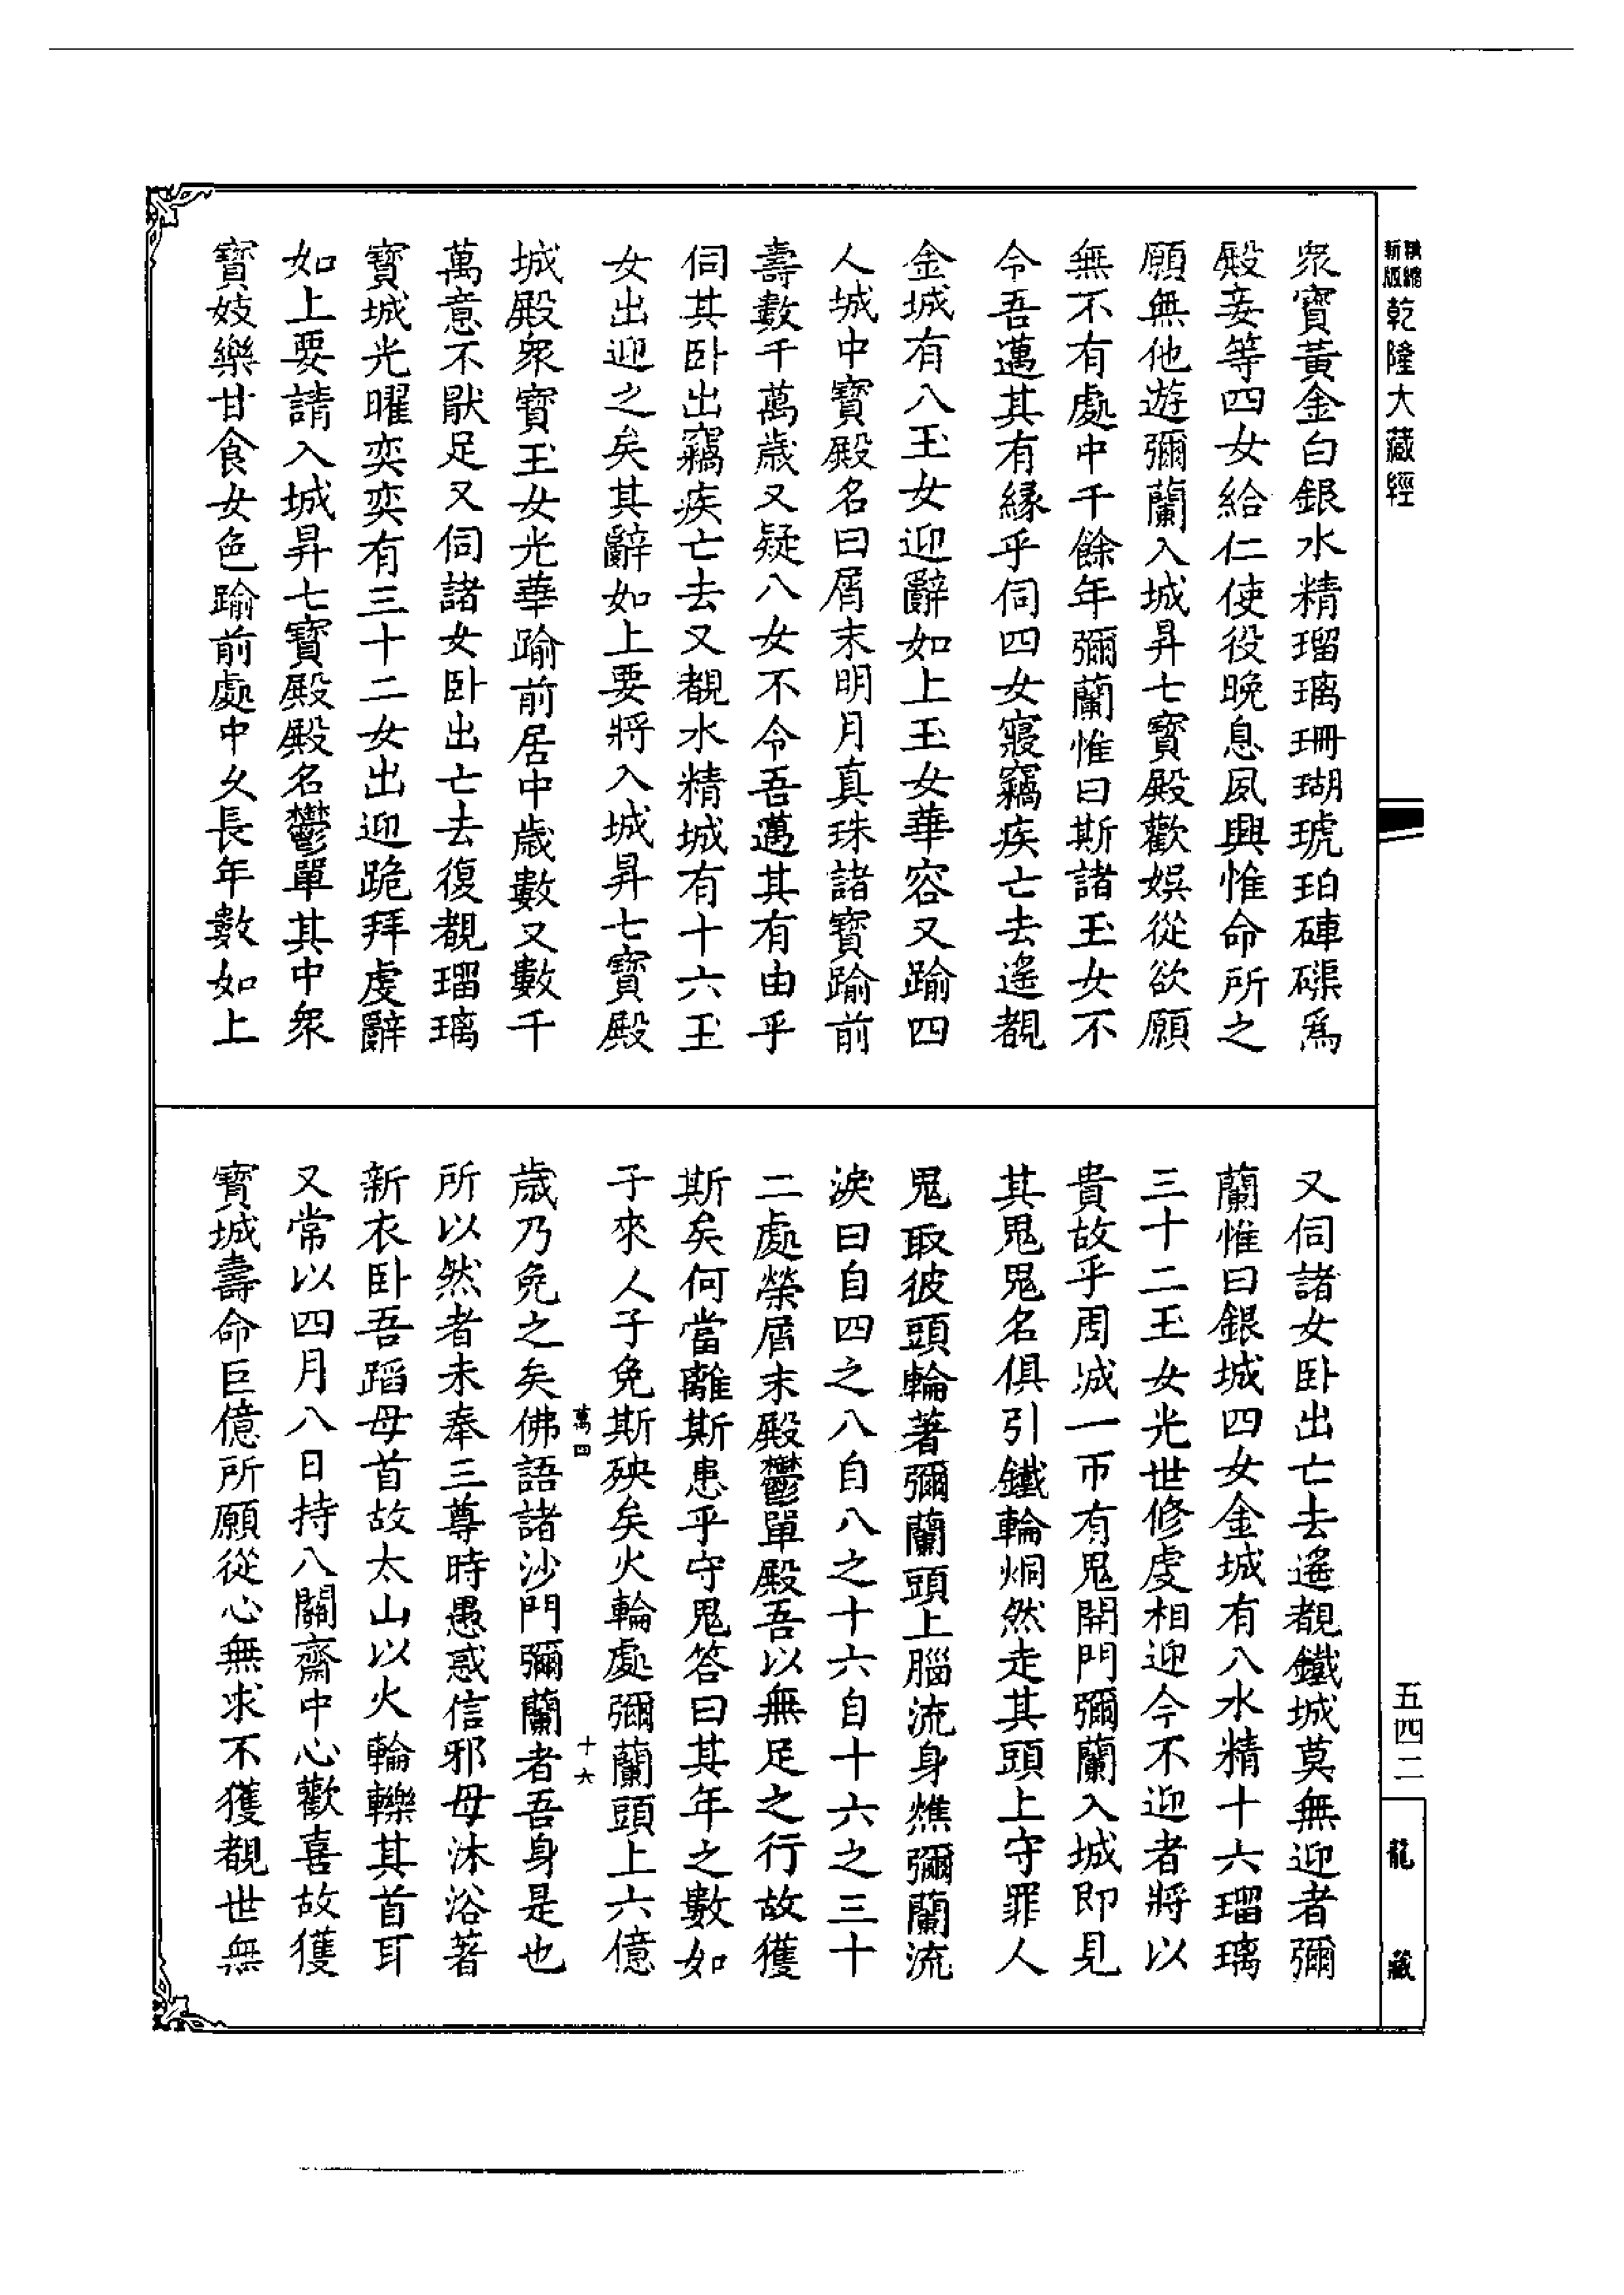 新版精縮乾隆大藏經
衆寶黃金白銀水精瑠璃珊瑚琥珀硨磲爲
殿妾等四女給仁使役晚息夙興惟命所之
願無他遊彌蘭入城昇七寶殿歡娛從欲願
無不有處中千餘年彌蘭惟曰斯諸玉女不
令吾邁其有緣乎伺四女寢竊疾亡去遙覩
金城有八玉女迎辭如上玉女華容又踰四
人城中寶殿名曰屑末明月真珠諸寶踰前
壽數千萬歲又疑八女不令吾邁其有由乎
伺其卧出竊疾亡去又覩水精城有十六玉
女出迎之矣其辭如上要將入城昇七寶殿
城殿衆寶玉女光華踰前居中歲數又數千
萬意不厭足又伺諸女卧出亡去復覩瑠璃
寶城光曜奕奕有三十二女出迎跪拜虔辭
如上要請入城昇七寶殿殿名鬱單其中衆
寶妓樂甘食女色踰前處中久長年數如上
又伺諸女卧出亡去遙覩鐵城莫無迎者彌
蘭惟曰銀城四女金城有八水精十六瑠璃
三十二玉女光世修虔相迎今不迎者將以
貴故乎周城一帀有鬼開門彌蘭入城即見
其鬼鬼名俱引鐵輪烔然走其頭上守罪人
鬼取彼頭輪著彌蘭頭上腦流身燋彌蘭流
淚曰自四之八自八之十六自十六之三十
二處榮屑末殿鬱單殿吾以無足之行故獲
斯矣何當離斯患乎守鬼答曰其年之數如
子來人子免斯殃矣火輪處彌蘭頭上六億
萬四
十六
歲乃免之矣佛語諸沙門彌蘭者吾身是也
所以然者未奉三尊時愚惑信邪母沐浴著
新衣卧吾蹈母首故太山以火輪轢其首耳
又常以四月八日持八關齋中心歡喜故獲
寶城壽命巨億所願從心無求不獲覩世無
五四二
龍藏